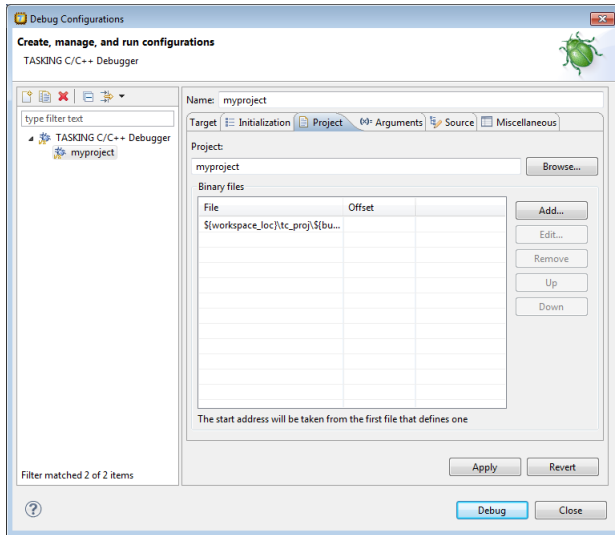 Debug Configurations
Create, manage, and run configurations
TASKING C/C++ Debugger
type filter text
TASKING C/C++ Debugger
myproject
Filter matched 2 of 2 items
Name: myproject
Target Initialization Project (x)= Arguments Source Miscellaneous
Project:
myproject Browse...
Binary files
File Offset
${workspace_loc}\tc_proj\${bu...
Add...
Edit...
Remove
Up
Down
The start address will be taken from the first file that defines one
Apply Revert
? Debug Close